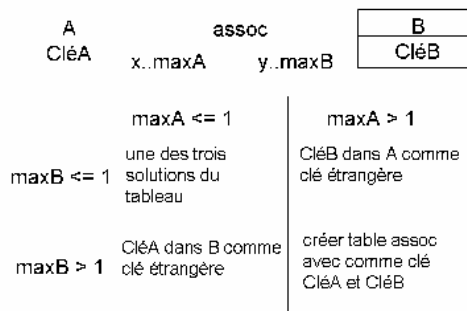 A assoc B
CléA x..maxA y..maxB CléB
maxA <= 1 maxA > 1
maxB <= 1
une des trois
solutions du
tableau
CléB dans A comme
clé étrangère
maxB > 1
CléA dans B comme
clé étrangère
créer table assoc
avec comme clé
CléA et CléB